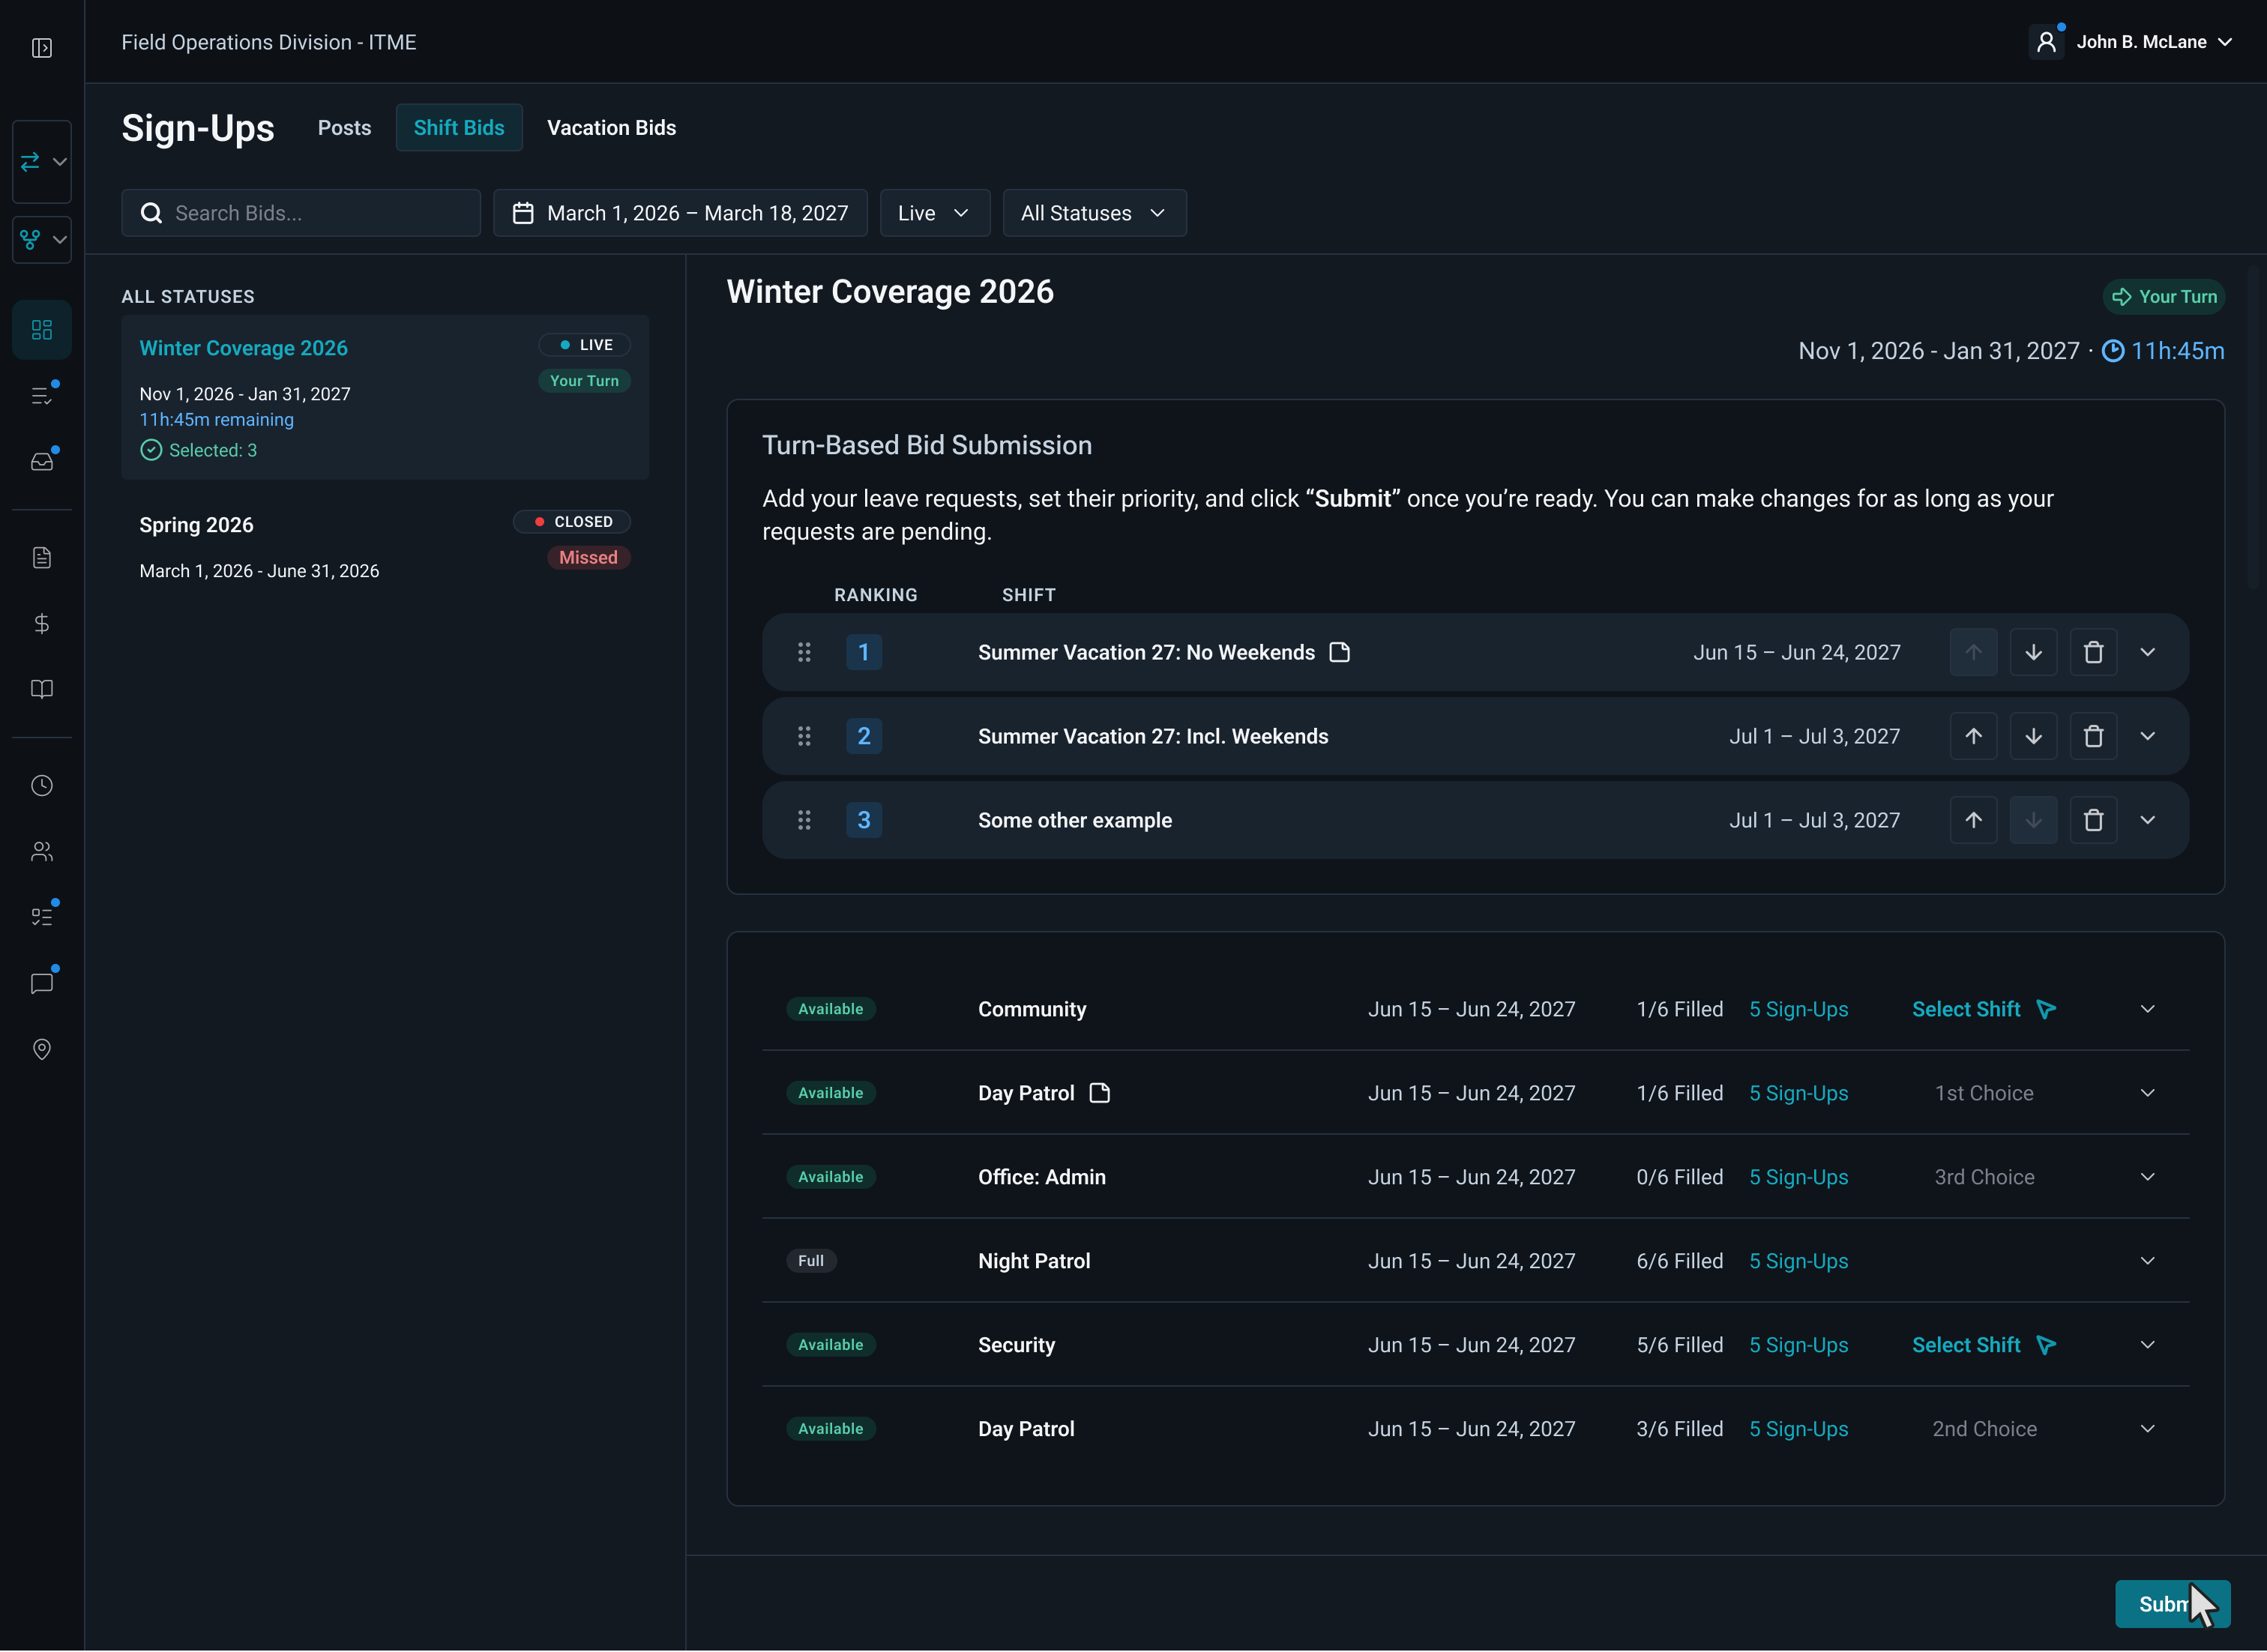 Field Operations Division - ITME
John B. McLane
Sign-Ups
Posts
Shift Bids
Vacation Bids
Search Bids...
March 1, 2026 – March 18, 2027
Live
All Statuses
ALL STATUSES
Winter Coverage 2026
LIVE
Your Turn
Nov 1, 2026 - Jan 31, 2027
11h:45m remaining
Selected: 3
Spring 2026
CLOSED
Missed
March 1, 2026 - June 31, 2026
Winter Coverage 2026
Your Turn
Nov 1, 2026 - Jan 31, 2027 · 11h:45m
Turn-Based Bid Submission
Add your leave requests, set their priority, and click “Submit” once you’re ready. You can make changes for as long as your
requests are pending.
RANKING SHIFT
1 Summer Vacation 27: No Weekends Jun 15 – Jun 24, 2027
2 Summer Vacation 27: Incl. Weekends Jul 1 – Jul 3, 2027
3 Some other example Jul 1 – Jul 3, 2027
Available Community Jun 15 – Jun 24, 2027 1/6 Filled 5 Sign-Ups Select Shift
Available Day Patrol Jun 15 – Jun 24, 2027 1/6 Filled 5 Sign-Ups 1st Choice
Available Office: Admin Jun 15 – Jun 24, 2027 0/6 Filled 5 Sign-Ups 3rd Choice
Full Night Patrol Jun 15 – Jun 24, 2027 6/6 Filled 5 Sign-Ups
Available Security Jun 15 – Jun 24, 2027 5/6 Filled 5 Sign-Ups Select Shift
Available Day Patrol Jun 15 – Jun 24, 2027 3/6 Filled 5 Sign-Ups 2nd Choice